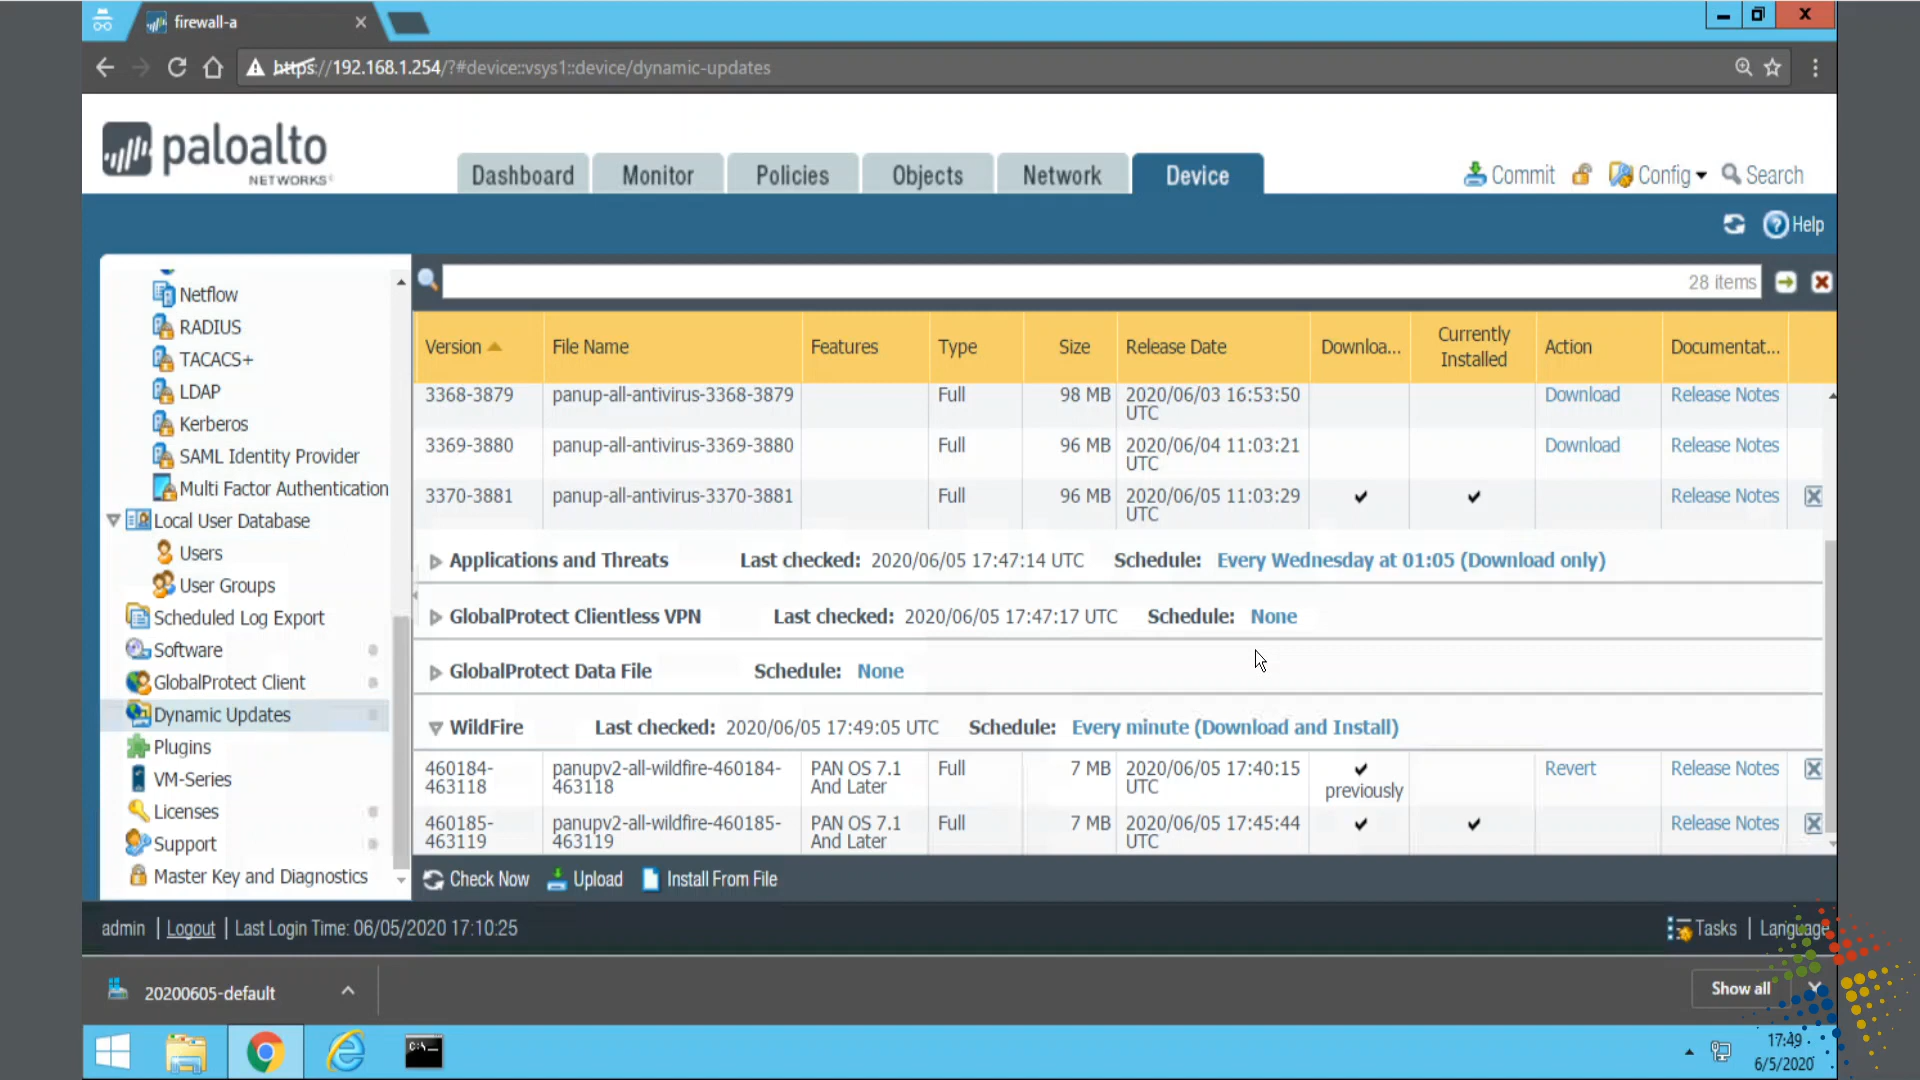 firewall-a
https://192.168.1.254/?#device::vsys1::device/dynamic-updates
paloalto
NETWORKS
Dashboard
Monitor
Policies
Objects
Network
Device
Commit
Config
Search
Help
Netflow
RADIUS
TACACS+
LDAP
Kerberos
SAML Identity Provider
Multi Factor Authentication
Local User Database
Users
User Groups
Scheduled Log Export
Software
GlobalProtect Client
Dynamic Updates
Plugins
VM-Series
Licenses
Support
Master Key and Diagnostics
28 items
Version File Name Features Type Size Release Date Downloa... Currently Installed Action Documentat...
3368-3879 panup-all-antivirus-3368-3879 Full 98 MB 2020/06/03 16:53:50 UTC Download Release Notes
3369-3880 panup-all-antivirus-3369-3880 Full 96 MB 2020/06/04 11:03:21 UTC Download Release Notes
3370-3881 panup-all-antivirus-3370-3881 Full 96 MB 2020/06/05 11:03:29 UTC Release Notes
Applications and Threats Last checked: 2020/06/05 17:47:14 UTC Schedule: Every Wednesday at 01:05 (Download only)
GlobalProtect Clientless VPN Last checked: 2020/06/05 17:47:17 UTC Schedule: None
GlobalProtect Data File Schedule: None
WildFire Last checked: 2020/06/05 17:49:05 UTC Schedule: Every minute (Download and Install)
460184-463118 panupv2-all-wildfire-460184-463118 PAN OS 7.1 And Later Full 7 MB 2020/06/05 17:40:15 UTC previously Revert Release Notes
460185-463119 panupv2-all-wildfire-460185-463119 PAN OS 7.1 And Later Full 7 MB 2020/06/05 17:45:44 UTC Release Notes
Check Now Upload Install From File
admin | Logout | Last Login Time: 06/05/2020 17:10:25
Tasks | Language
20200605-default
Show all
C:\.
17:49
6/5/2020